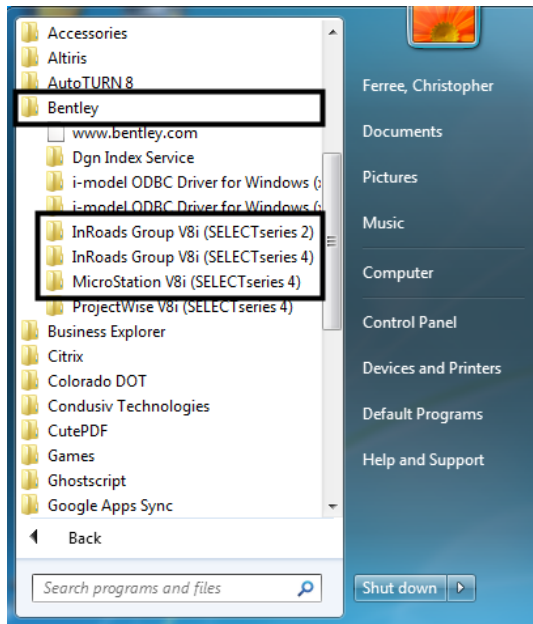 Accessories
Altiris
AutoTURN 8
Bentley
www.bentley.com
Dgn Index Service
i-model ODBC Driver for Windows (
i-model ODBC Driver for Windows (
InRoads Group V8i (SELECTseries 2)
InRoads Group V8i (SELECTseries 4)
MicroStation V8i (SELECTseries 4)
ProjectWise V8i (SELECTseries 4)
Business Explorer
Citrix
Colorado DOT
Condusiv Technologies
CutePDF
Games
Ghostscript
Google Apps Sync
Back
Search programs and files
Ferree, Christopher
Documents
Pictures
Music
Computer
Control Panel
Devices and Printers
Default Programs
Help and Support
Shut down